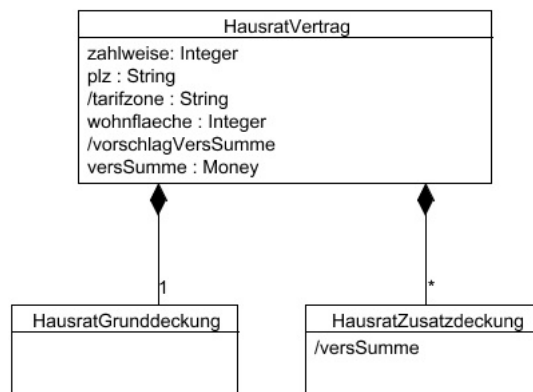 HausratVertrag
zahlweise: Integer
plz : String
/tarifzone : String
wohnflaeche : Integer
/vorschlagVersSumme
versSumme : Money
1
*
HausratGrunddeckung
HausratZusatzdeckung
/versSumme